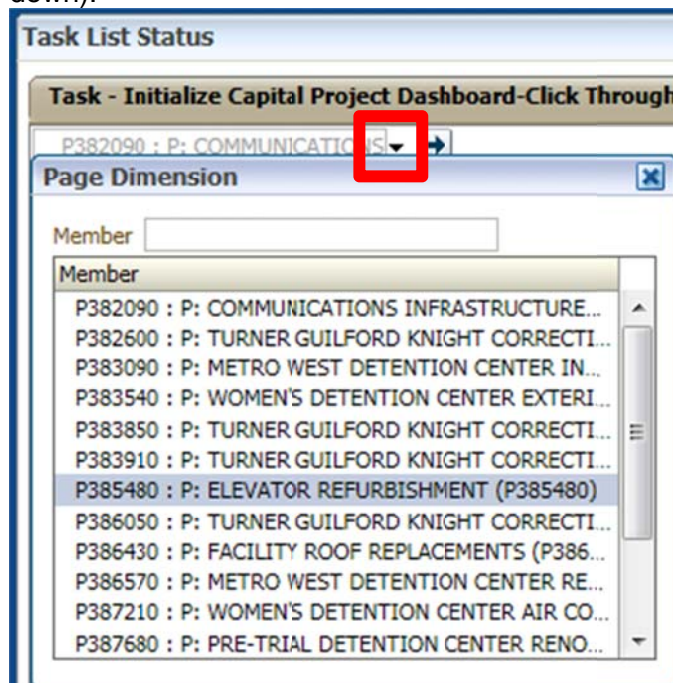 down).
Task List Status
Task - Initialize Capital Project Dashboard-Click Through
P382090 : P: COMMUNICATIONS
Page Dimension
Member
Member
P382090 : P: COMMUNICATIONS INFRASTRUCTURE...
P382600 : P: TURNER GUILFORD KNIGHT CORRECTI...
P383090 : P: METRO WEST DETENTION CENTER IN...
P383540 : P: WOMEN'S DETENTION CENTER EXTERI...
P383850 : P: TURNER GUILFORD KNIGHT CORRECTI...
P383910 : P: TURNER GUILFORD KNIGHT CORRECTI...
P385480 : P: ELEVATOR REFURBISHMENT (P385480)
P386050 : P: TURNER GUILFORD KNIGHT CORRECTI...
P386430 : P: FACILITY ROOF REPLACEMENTS (P386...
P386570 : P: METRO WEST DETENTION CENTER RE...
P387210 : P: WOMEN'S DETENTION CENTER AIR CO...
P387680 : P: PRE-TRIAL DETENTION CENTER RENO...